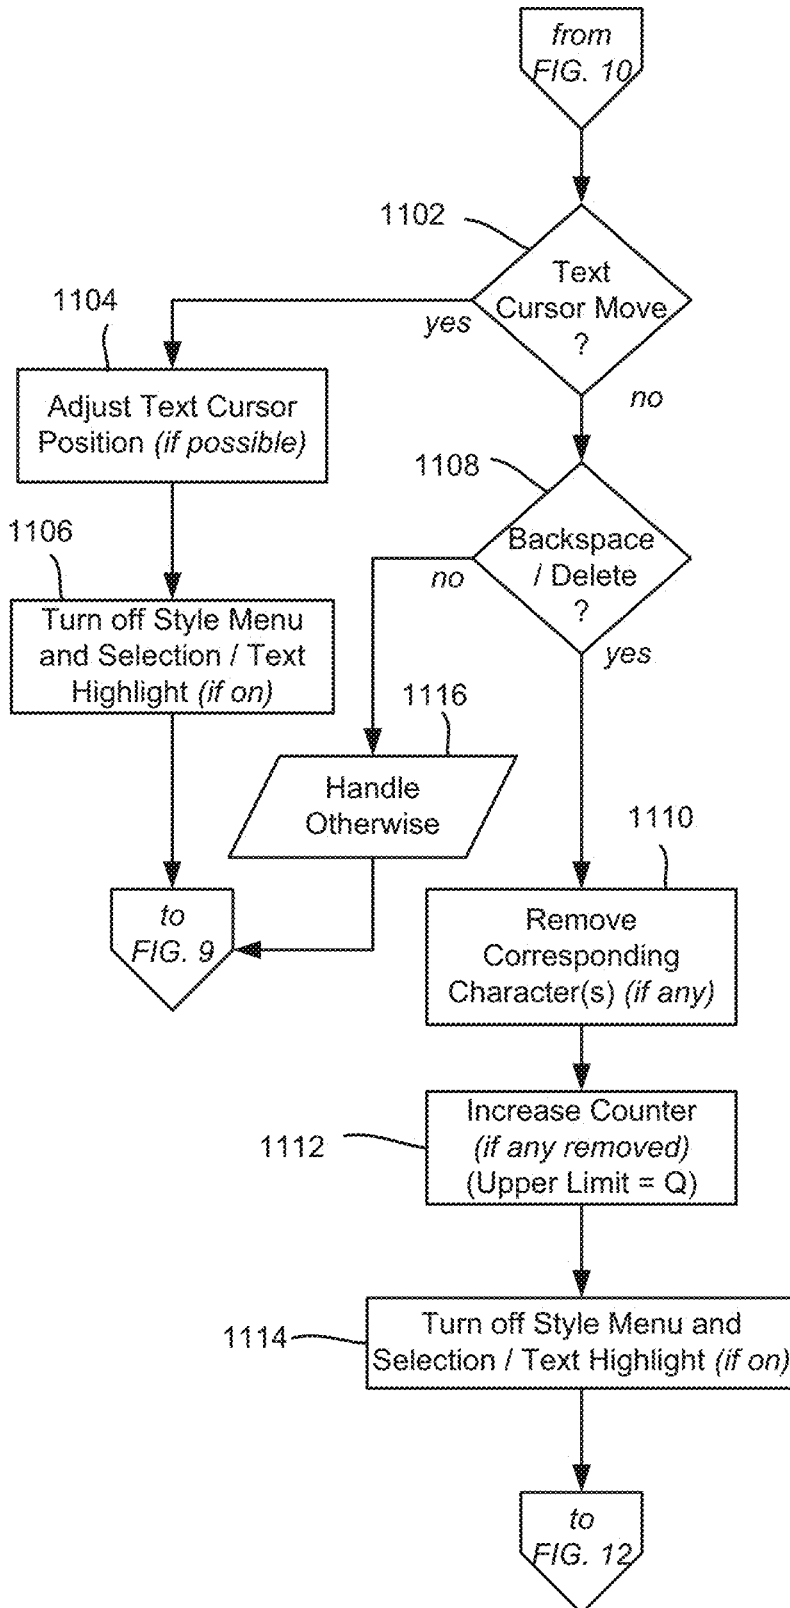 from
FIG. 10
1102
Text
Cursor Move
?
yes
no
1104
Adjust Text Cursor
Position (if possible)
1108
Backspace
/ Delete
?
no
yes
1106
Turn off Style Menu
and Selection / Text
Highlight (if on)
1116
Handle
Otherwise
to
FIG. 9
1110
Remove
Corresponding
Character(s) (if any)
1112
Increase Counter
(if any removed)
(Upper Limit = Q)
1114
Turn off Style Menu and
Selection / Text Highlight (if on)
to
FIG. 12